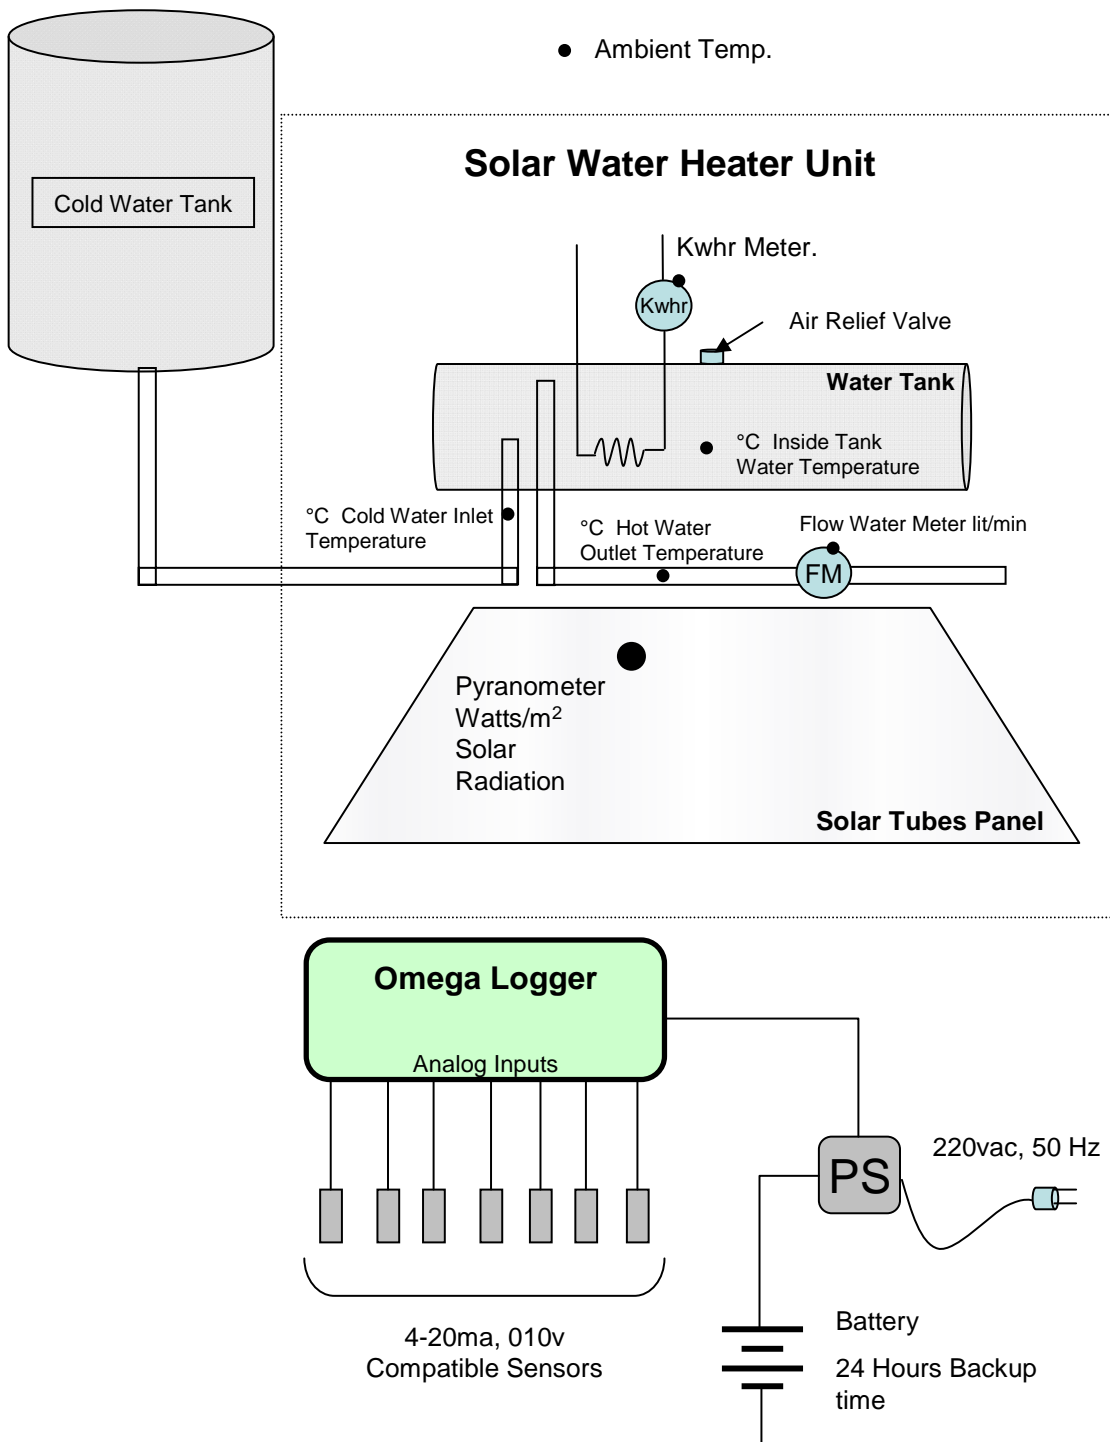 Ambient Temp.
Solar Water Heater Unit
Cold Water Tank
Kwhr Meter.
Kwhr
Air Relief Valve
Water Tank
°C Inside Tank
Water Temperature
°C Cold Water Inlet
Temperature
°C Hot Water
Outlet Temperature
Flow Water Meter lit/min
FM
Pyranometer
Watts/m²
Solar
Radiation
Solar Tubes Panel
Omega Logger
Analog Inputs
220vac, 50 Hz
PS
4-20ma, 010v
Compatible Sensors
Battery
24 Hours Backup
time